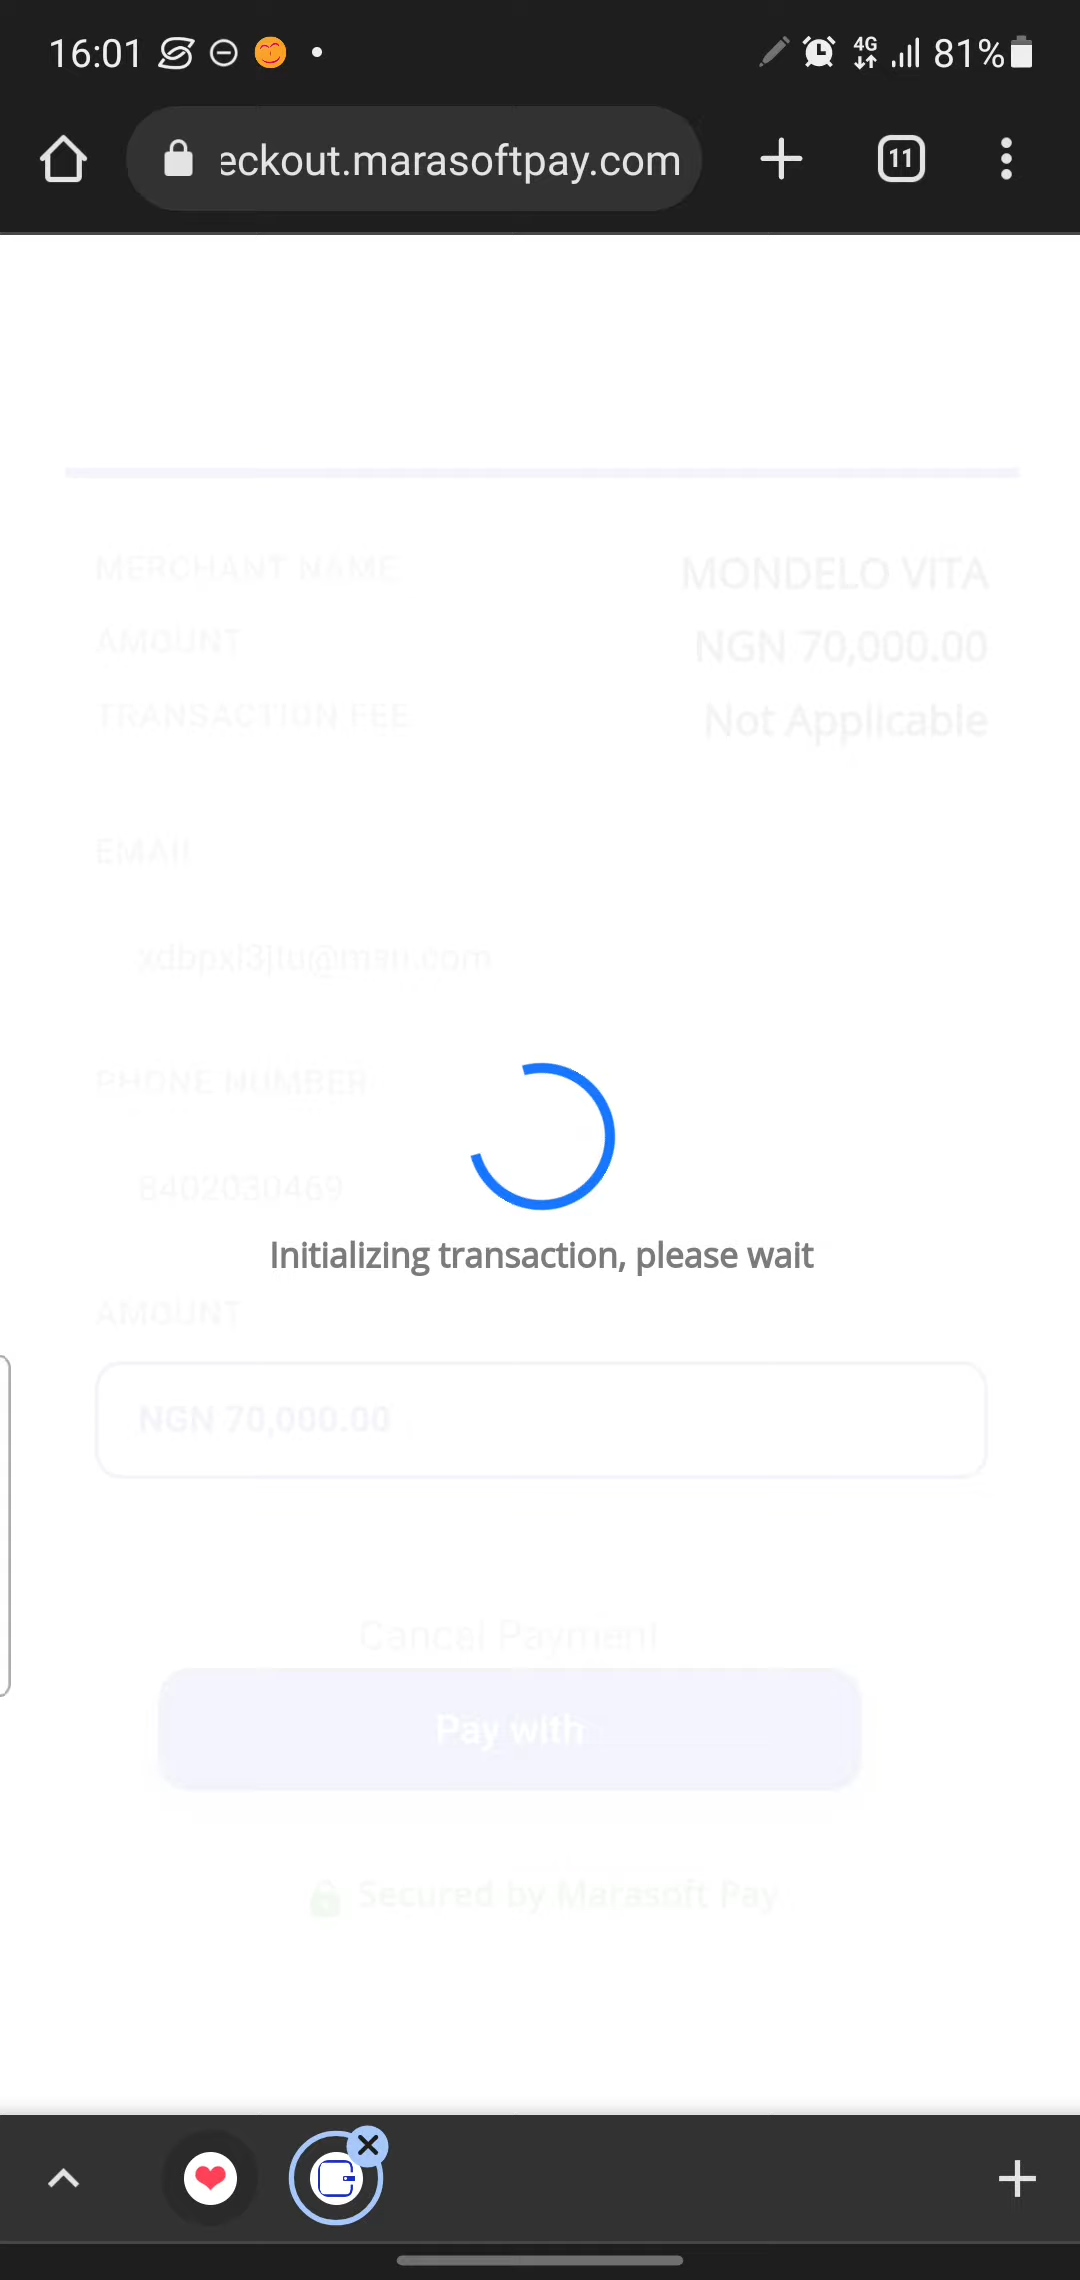 16:01
4G
81%
eckout.marasoftpay.com
11
MERCHANT NAME
MONDELO VITA
AMOUNT
NGN 70,000.00
TRANSACTION FEE
Not Applicable
EMAIL
PHONE NUMBER
8402030469
Initializing transaction, please wait
AMOUNT
NGN 70,000.00
Cancel Payment
Pay with
Secured by Marasoft Pay